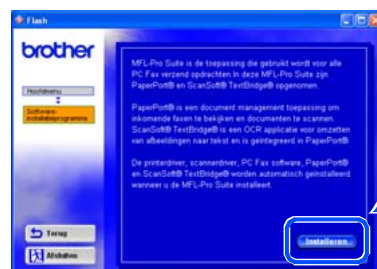 Flash
brother
Hoofdmenu
Software-
installatieprogramma
MFL-Pro Suite is de toepassing die gebruikt wordt voor alle
PC Fax verzend opdrachten In deze MFL-Pro Suite zijn
PaperPort® en ScanSoft® TextBridge® opgenomen.
PaperPort® is een document management toepassing om
inkomende faxen te bekijken en documenten te scannen.
ScanSoft® TextBridge® is een OCR applicatie voor omzetten
van afbeeldingen naar tekst en is geïntegreerd in PaperPort®
De printerdriver, scannerdriver, PC Fax software, PaperPort®
en ScanSoft® TextBridge® worden automatisch geïnstalleerd
wanneer u de MFL-Pro Suite installeert.
Terug
Afsluiten
Installeren